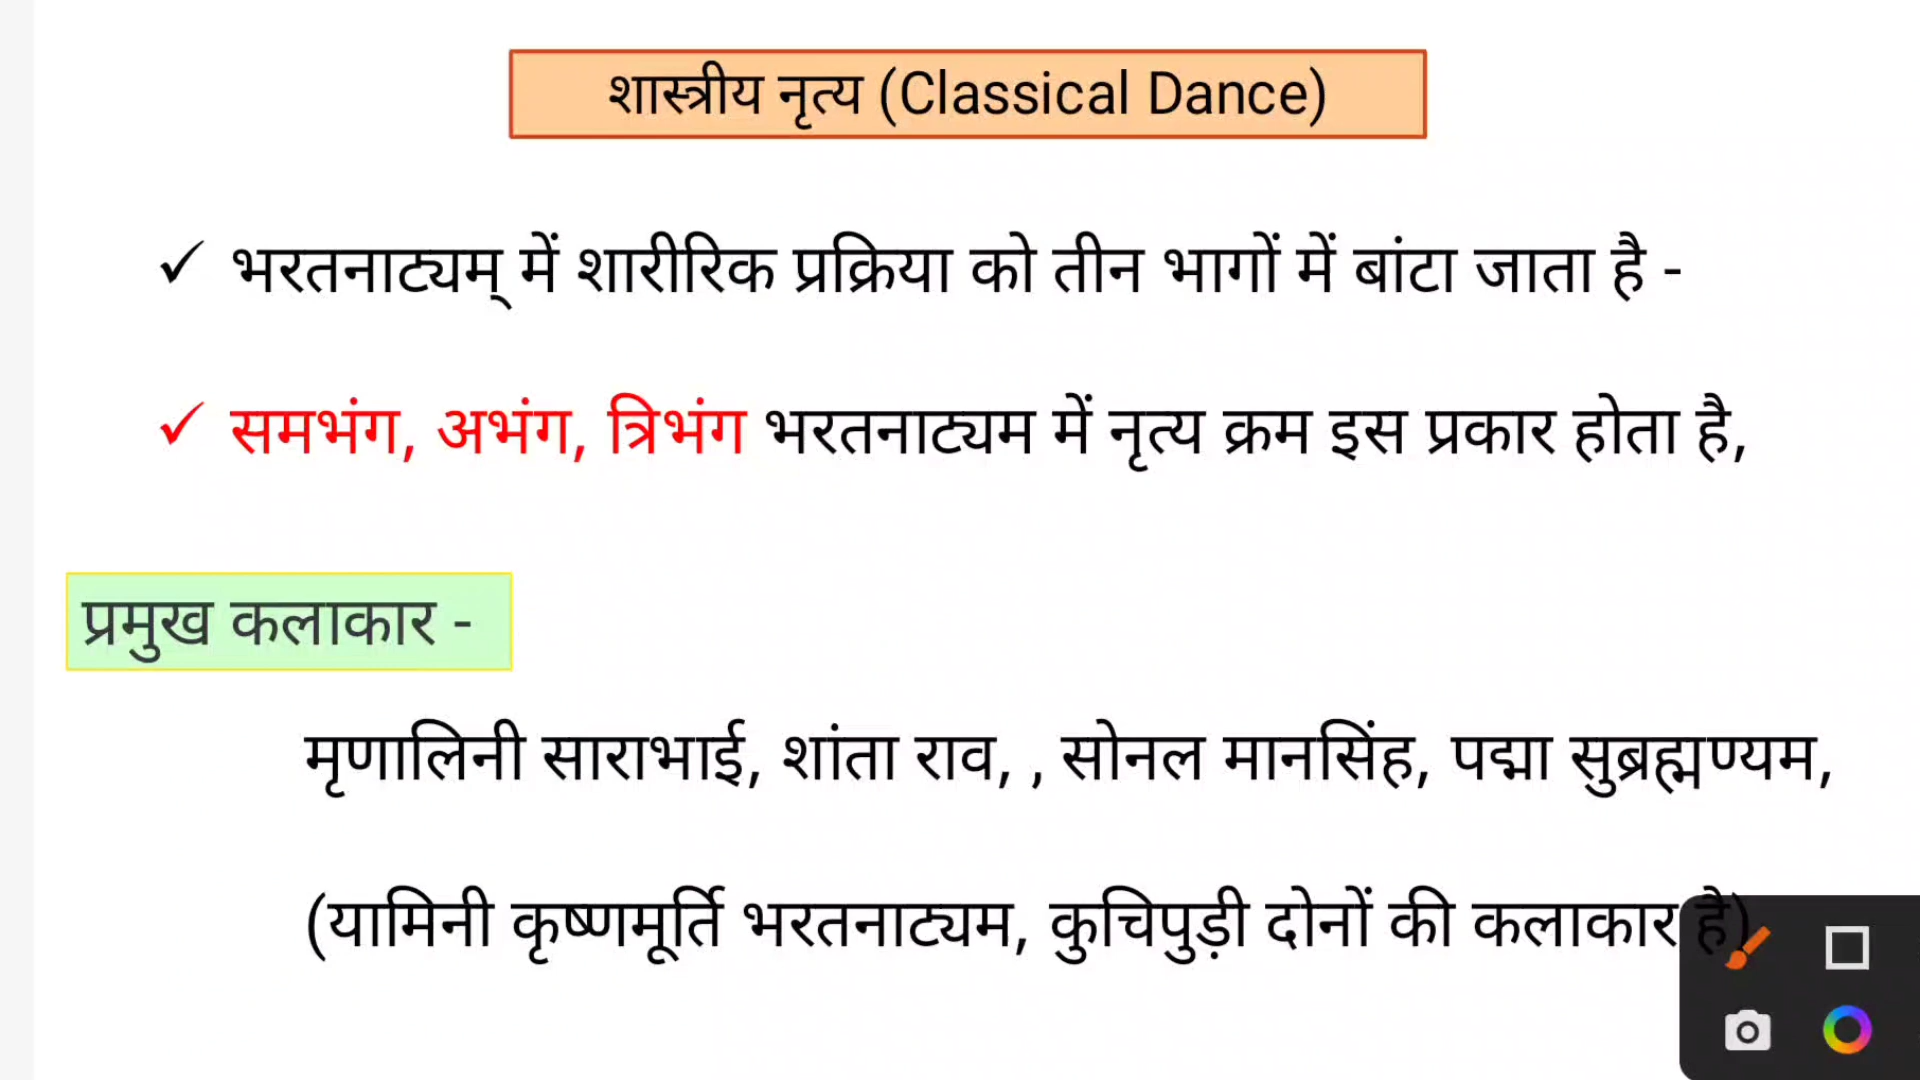 शास्त्रीय नृत्य (Classical Dance)
✓ भरतनाट्यम् में शारीरिक प्रक्रिया को तीन भागों में बांटा जाता है -
✓ समभंग, अभंग, त्रिभंग भरतनाट्यम में नृत्य क्रम इस प्रकार होता है,
प्रमुख कलाकार -
मृणालिनी साराभाई, शांता राव, , सोनल मानसिंह, पद्मा सुब्रह्मण्यम,
(यामिनी कृष्णमूर्ति भरतनाट्यम, कुचिपुड़ी दोनों की कलाकार है)